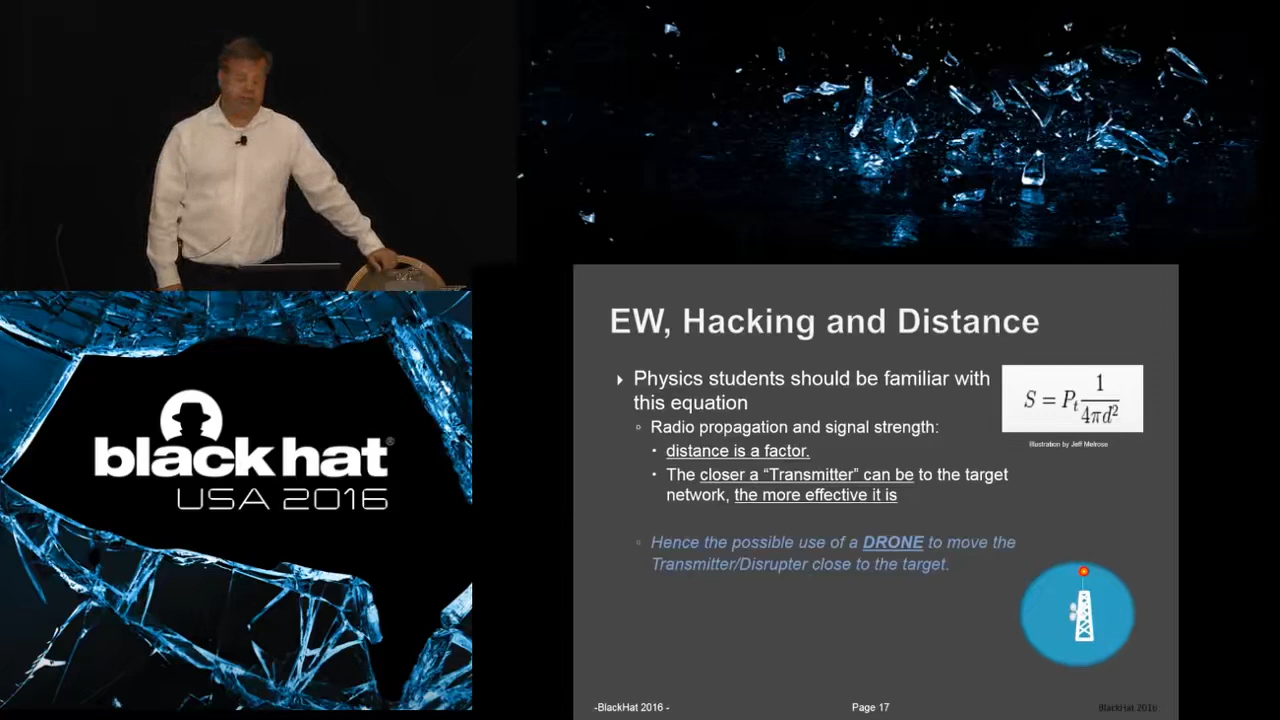 black hat®
USA 2016
EW, Hacking and Distance
Physics students should be familiar with
this equation
S = Pt 1/4πd²
Illustration by Jeff Melrose
Radio propagation and signal strength:
distance is a factor.
The closer a “Transmitter” can be to the target
network, the more effective it is
Hence the possible use of a DRONE to move the
Transmitter/Disrupter close to the target.
-BlackHat 2016 -
Page 17
BlackHat 2016